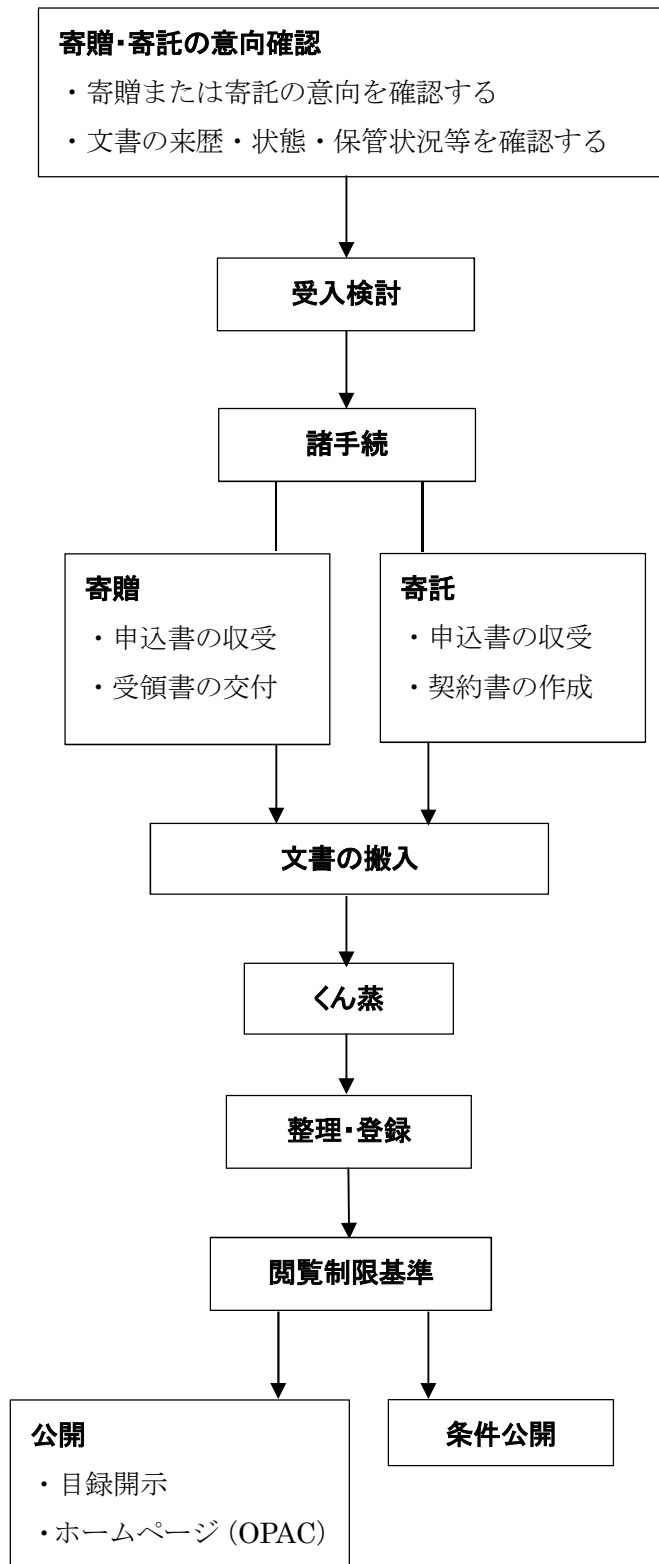 寄贈・寄託の意向確認
・寄贈または寄託の意向を確認する
・文書の来歴・状態・保管状況等を確認する
受入検討
諸手続
寄贈
・申込書の収受
・受領書の交付
寄託
・申込書の収受
・契約書の作成
文書の搬入
くん蒸
整理・登録
閲覧制限基準
公開
・目録開示
・ホームページ（OPAC）
条件公開